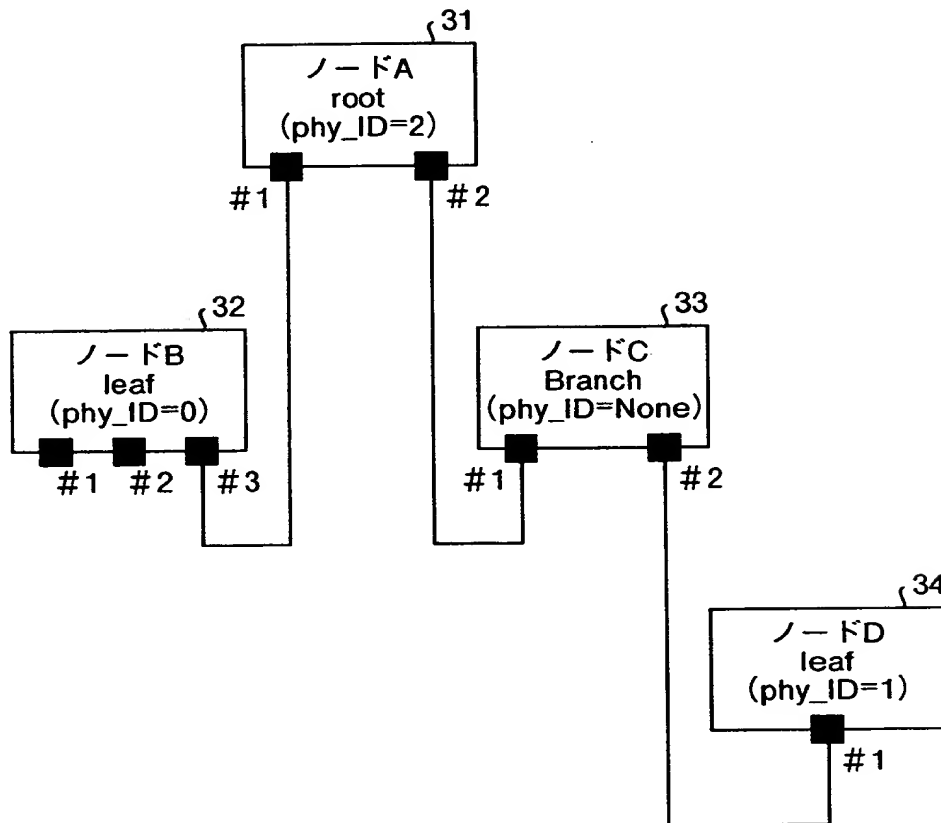 31
ノードA
root
(phy_ID=2)
#1
#2
32
ノードB
leaf
(phy_ID=0)
#1
#2
#3
33
ノードC
Branch
(phy_ID=None)
#1
#2
34
ノードD
leaf
(phy_ID=1)
#1